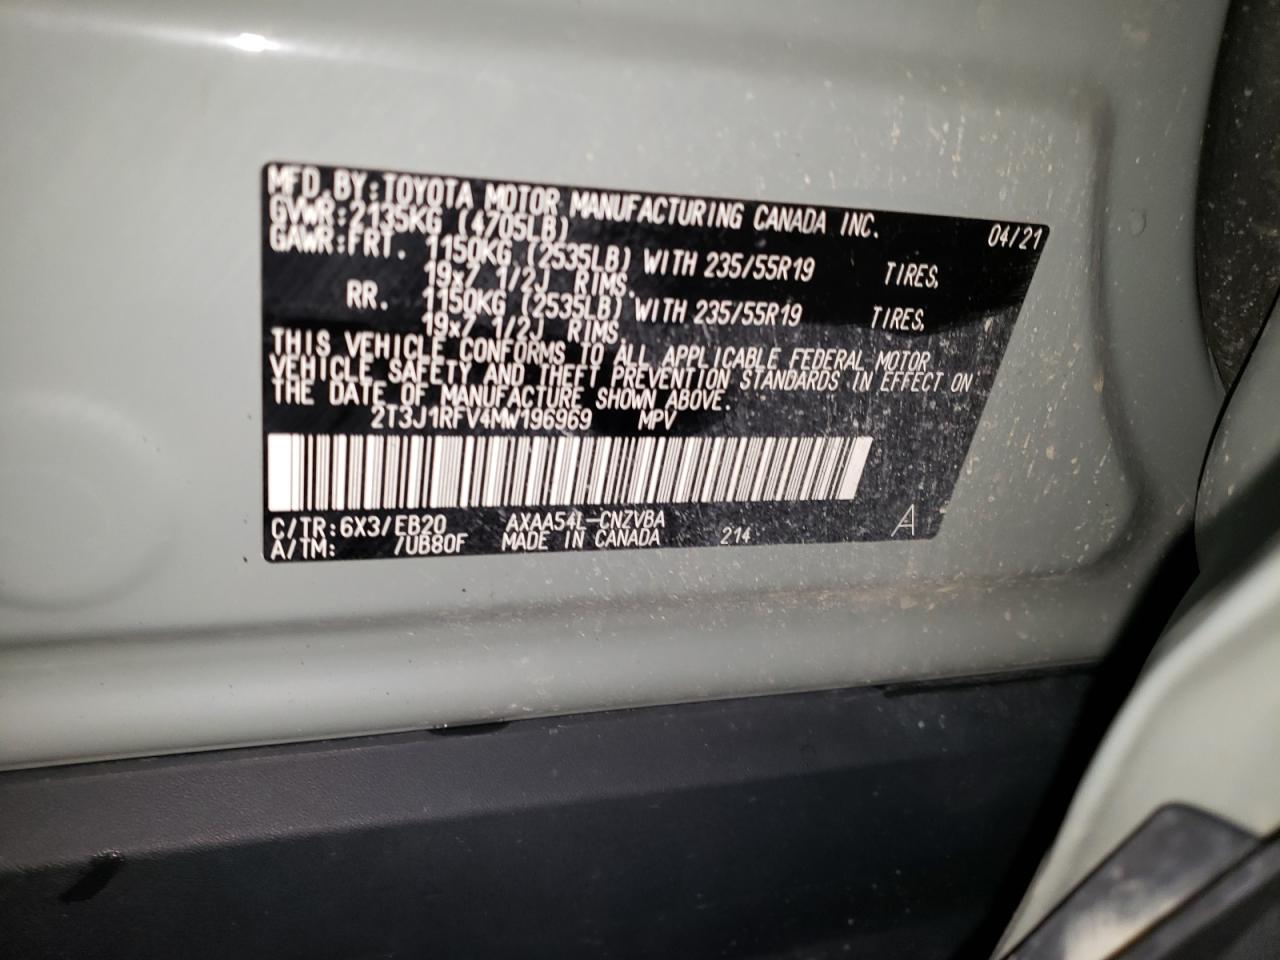 MFD.BY:TOYOTA MOTOR MANUFACTURING CANADA INC. 04/21
GVWR:2135KG (4705LB)
GAWR:FRT. 1150KG (2535LB) WITH 235/55R19 TIRES,
19x7 1/2J RIMS.
RR. 1150KG (2535LB) WITH 235/55R19 TIRES,
19x7 1/2J RIMS.
THIS VEHICLE CONFORMS TO ALL APPLICABLE FEDERAL MOTOR
VEHICLE SAFETY AND THEFT PREVENTION STANDARDS IN EFFECT ON
THE DATE OF MANUFACTURE SHOWN ABOVE.
2T3J1RFV4MW196969 MPV
C/TR:6X3/EB20 AXAA54L-CNZVBA A
A/TM: /UB80F MADE IN CANADA 214